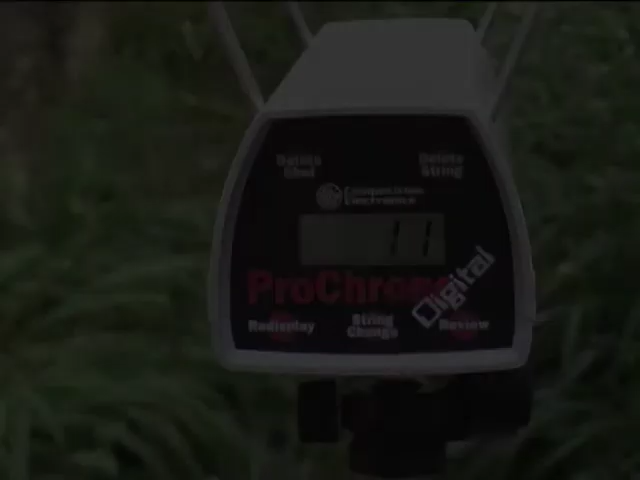 Delete
Shot
Delete
String
Competition
Electronics
11
ProChrono
Digital
Redisplay
String
Change
Review